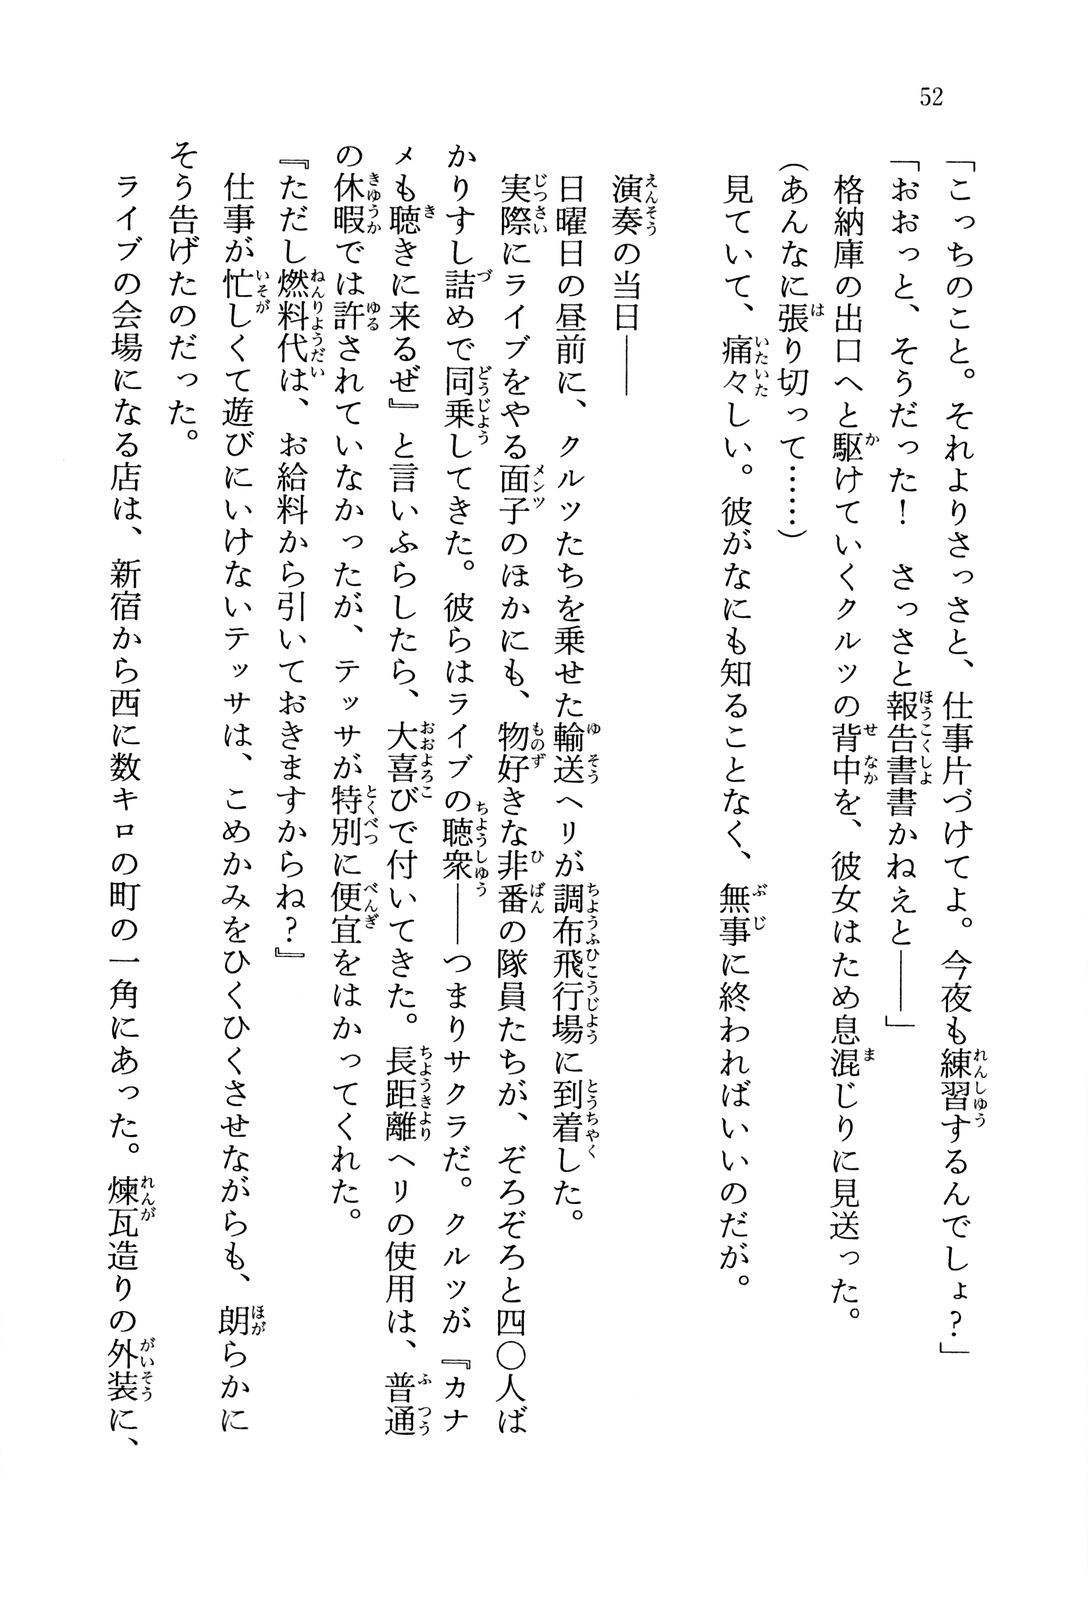 52
「こっちのこと。それよりさっさと、仕事片づけてよ。今夜も練習するんでしょ?」
「おおっと、そうだった! さっさと報告書書かねえと――」
格納庫の出口へと駆けていくクルツの背中を、彼女はため息混じりに見送った。
(あんなに張り切って……)
見ていて、痛々しい。彼がなにも知ることなく、無事に終わればいいのだが。
演奏の当日――
日曜日の昼前に、クルツたちを乗せた輸送ヘリが調布飛行場に到着した。
実際にライブをやる面子のほかにも、物好きな非番の隊員たちが、ぞろぞろと四〇人ば
かりすし詰めで同乗してきた。彼らはライブの聴衆――つまりサクラだ。クルツが『カナ
メも聴きに来るぜ』と言いふらしたら、大喜びで付いてきた。長距離ヘリの使用は、普通
の休暇では許されていなかったが、テッサが特別に便宜をはかってくれた。
『ただし燃料代は、お給料から引いておきますからね?』
仕事が忙しくて遊びにいけないテッサは、こめかみをひくひくさせながらも、朗らかに
そう告げたのだった。
ライブの会場になる店は、新宿から西に数キロの町の一角にあった。煉瓦造りの外装に、